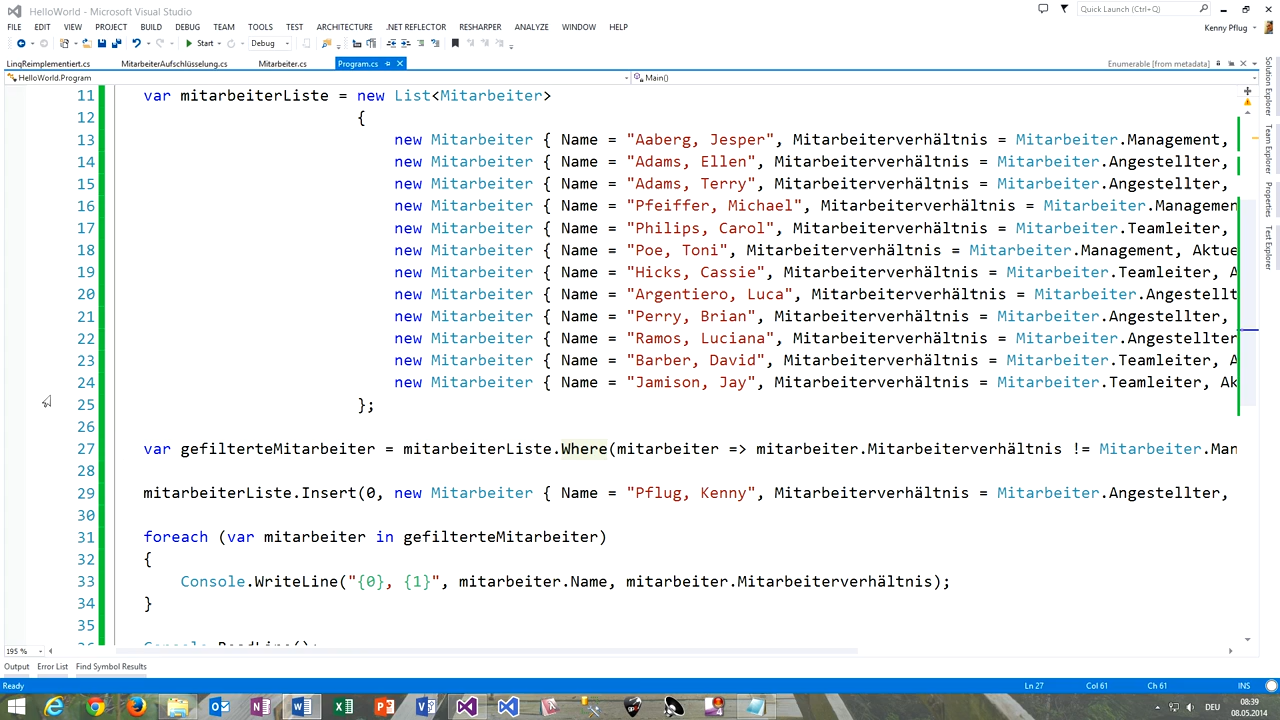 HelloWorld - Microsoft Visual Studio
Quick Launch (Ctrl+Q)
FILE EDIT VIEW PROJECT BUILD DEBUG TEAM TOOLS TEST ARCHITECTURE .NET REFLECTOR RESHARPER ANALYZE WINDOW HELP
Kenny Pflug
Start Debug
LinqReimplementiert.cs MitarbeiterAufschlüsselung.cs Mitarbeiter.cs Program.cs Enumerable [from metadata]
HelloWorld.Program Main()
11 var mitarbeiterListe = new List<Mitarbeiter>
12 {
13 new Mitarbeiter { Name = "Aaberg, Jesper", Mitarbeiterverhältnis = Mitarbeiter.Management,
14 new Mitarbeiter { Name = "Adams, Ellen", Mitarbeiterverhältnis = Mitarbeiter.Angestellter,
15 new Mitarbeiter { Name = "Adams, Terry", Mitarbeiterverhältnis = Mitarbeiter.Angestellter,
16 new Mitarbeiter { Name = "Pfeiffer, Michael", Mitarbeiterverhältnis = Mitarbeiter.Managemen
17 new Mitarbeiter { Name = "Philips, Carol", Mitarbeiterverhältnis = Mitarbeiter.Teamleiter,
18 new Mitarbeiter { Name = "Poe, Toni", Mitarbeiterverhältnis = Mitarbeiter.Management, Aktue
19 new Mitarbeiter { Name = "Hicks, Cassie", Mitarbeiterverhältnis = Mitarbeiter.Teamleiter, A
20 new Mitarbeiter { Name = "Argentiero, Luca", Mitarbeiterverhältnis = Mitarbeiter.Angestellt
21 new Mitarbeiter { Name = "Perry, Brian", Mitarbeiterverhältnis = Mitarbeiter.Angestellter,
22 new Mitarbeiter { Name = "Ramos, Luciana", Mitarbeiterverhältnis = Mitarbeiter.Angestellter
23 new Mitarbeiter { Name = "Barber, David", Mitarbeiterverhältnis = Mitarbeiter.Teamleiter, A
24 new Mitarbeiter { Name = "Jamison, Jay", Mitarbeiterverhältnis = Mitarbeiter.Teamleiter, Ak
25 };
26
27 var gefilterteMitarbeiter = mitarbeiterListe.Where(mitarbeiter => mitarbeiter.Mitarbeiterverhältnis != Mitarbeiter.Man
28
29 mitarbeiterListe.Insert(0, new Mitarbeiter { Name = "Pflug, Kenny", Mitarbeiterverhältnis = Mitarbeiter.Angestellter,
30
31 foreach (var mitarbeiter in gefilterteMitarbeiter)
32 {
33 Console.WriteLine("{0}, {1}", mitarbeiter.Name, mitarbeiter.Mitarbeiterverhältnis);
34 }
35
36 Console.ReadLine();
Solution Explorer
Team Explorer
Properties
Test Explorer
195 %
Output Error List Find Symbol Results
Ready Ln 27 Col 61 Ch 61 INS
DEU
08:39
08.05.2014